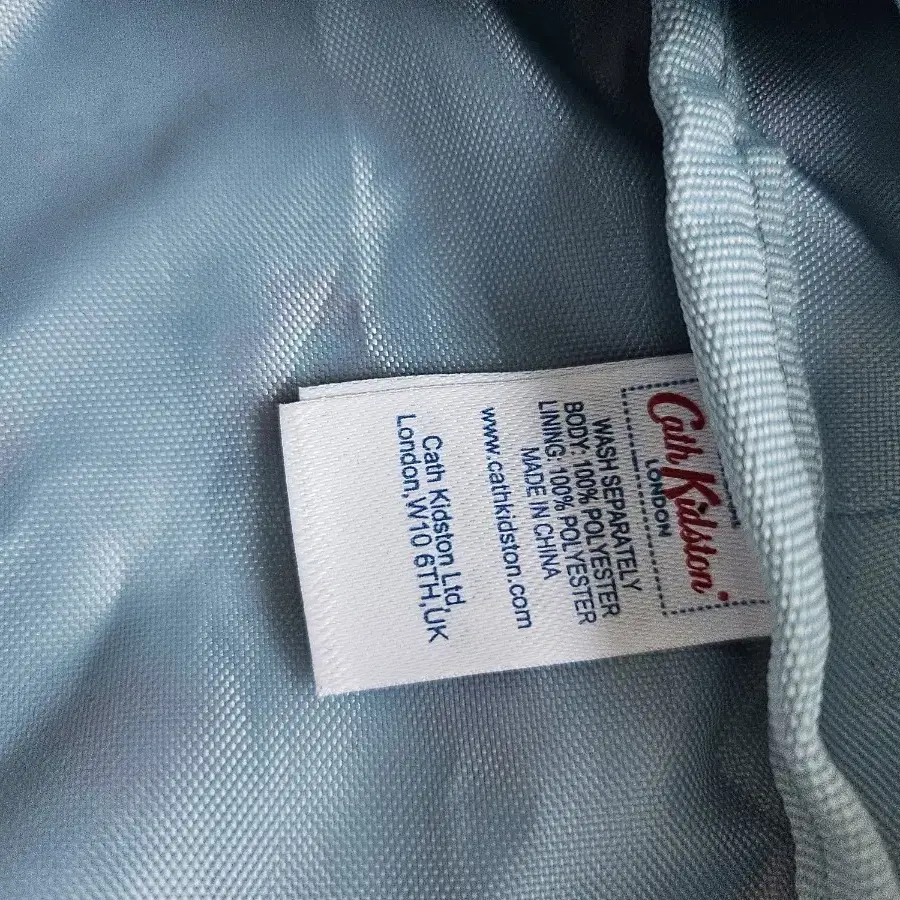 Cath Kidston
LONDON
WASH SEPARATELY
BODY: 100% POLYESTER
LINING: 100% POLYESTER
MADE IN CHINA
www.cathkidston.com
Cath Kidston Ltd,
London,W10 6TH,UK